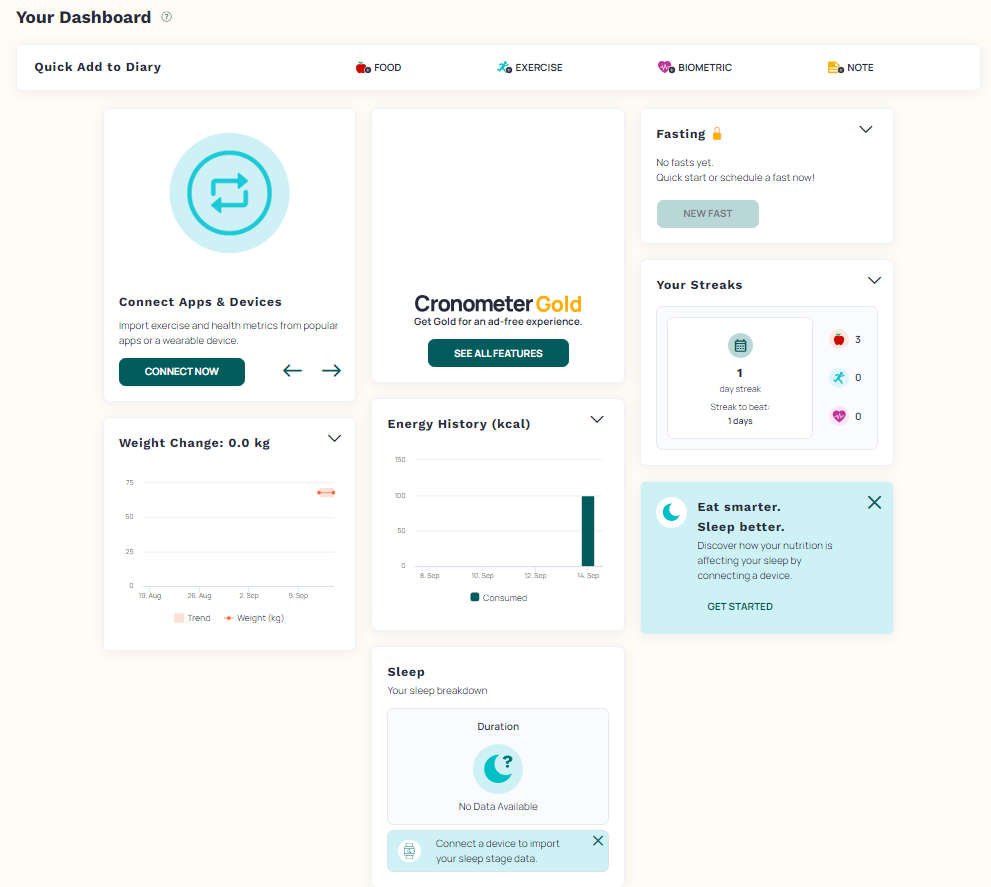 Your Dashboard ?
Quick Add to Diary
FOOD
EXERCISE
BIOMETRIC
NOTE
Connect Apps & Devices
Import exercise and health metrics from popular
apps or a wearable device.
CONNECT NOW
Weight Change: 0.0 kg
75
50
25
0
19. Aug 26. Aug 2. Sep 9. Sep
Trend Weight (kg)
Cronometer Gold
Get Gold for an ad-free experience.
SEE ALL FEATURES
Energy History (kcal)
150
100
50
0
8. Sep 10. Sep 12. Sep 14. Sep
Consumed
Sleep
Your sleep breakdown
Duration
?
No Data Available
Connect a device to import
your sleep stage data.
Fasting
No fasts yet.
Quick start or schedule a fast now!
NEW FAST
Your Streaks
1
day streak
Streak to beat:
1 days
3
0
0
Eat smarter.
Sleep better.
Discover how your nutrition is
affecting your sleep by
connecting a device.
GET STARTED